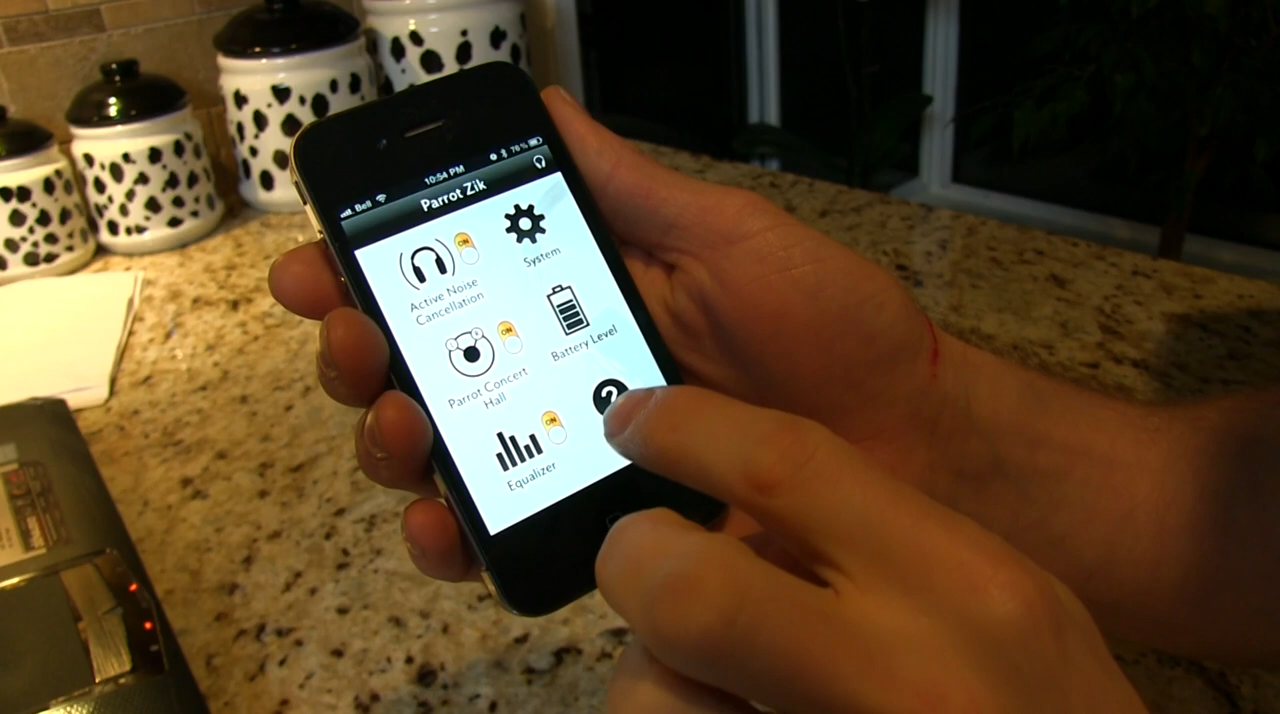 Bell 10:54 PM 76%
Parrot Zik
ON
Active Noise
Cancellation
System
ON
Parrot Concert
Hall
Battery Level
ON
Equalizer
?